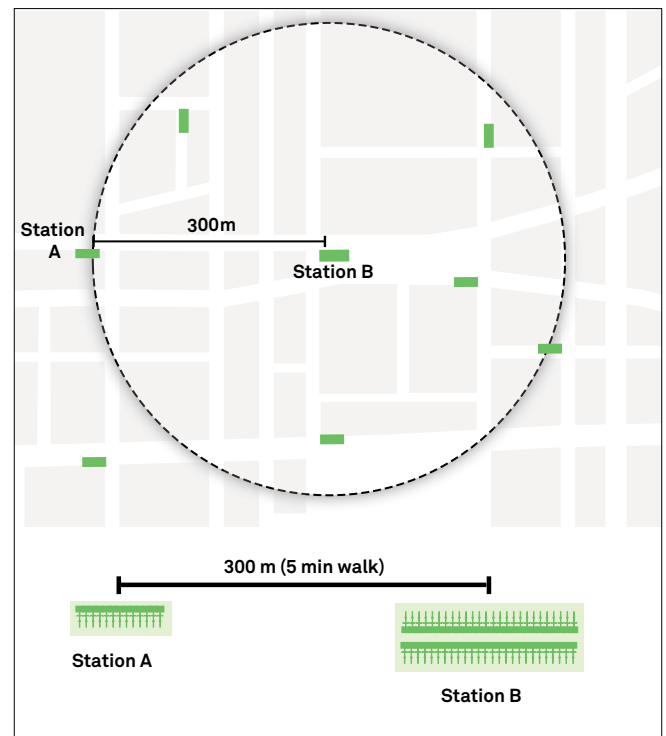 300m
Station
A
Station B
300 m (5 min walk)
Station A
Station B